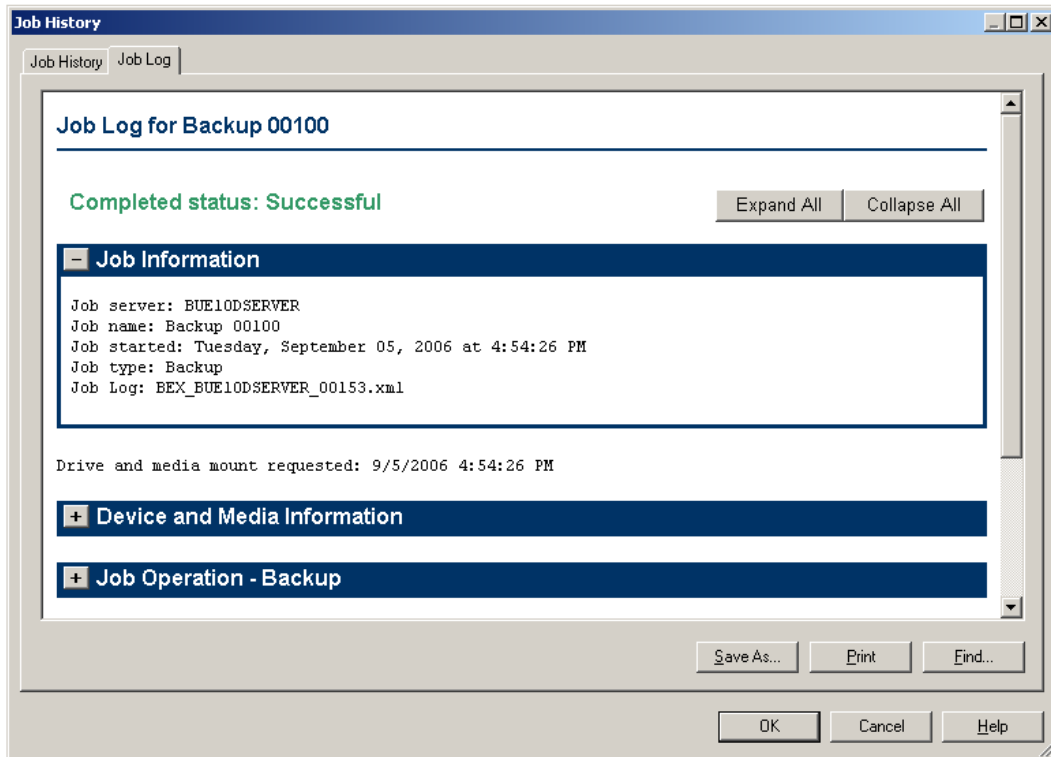 Job History
Job History
Job Log
Job Log for Backup 00100
Completed status: Successful
Expand All
Collapse All
Job Information
Job server: BUE10DSERVER
Job name: Backup 00100
Job started: Tuesday, September 05, 2006 at 4:54:26 PM
Job type: Backup
Job Log: BEX_BUE10DSERVER_00153.xml
Drive and media mount requested: 9/5/2006 4:54:26 PM
Device and Media Information
Job Operation - Backup
Save As...
Print
Find...
OK
Cancel
Help